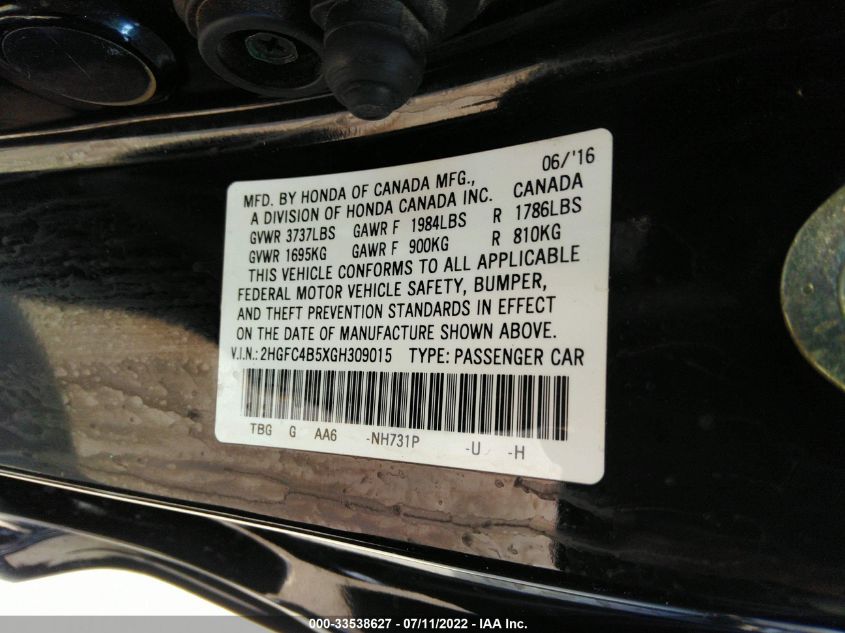 06/'16
MFD. BY HONDA OF CANADA MFG.,
A DIVISION OF HONDA CANADA INC. CANADA
GVWR 3737LBS GAWR F 1984LBS R 1786LBS
GVWR 1695KG GAWR F 900KG R 810KG
THIS VEHICLE CONFORMS TO ALL APPLICABLE
FEDERAL MOTOR VEHICLE SAFETY, BUMPER,
AND THEFT PREVENTION STANDARDS IN EFFECT
ON THE DATE OF MANUFACTURE SHOWN ABOVE.
V.I.N.: 2HGFC4B5XGH309015 TYPE: PASSENGER CAR
TBG G AA6 -NH731P -U -H
000-33538627 - 07/11/2022 - IAA Inc.